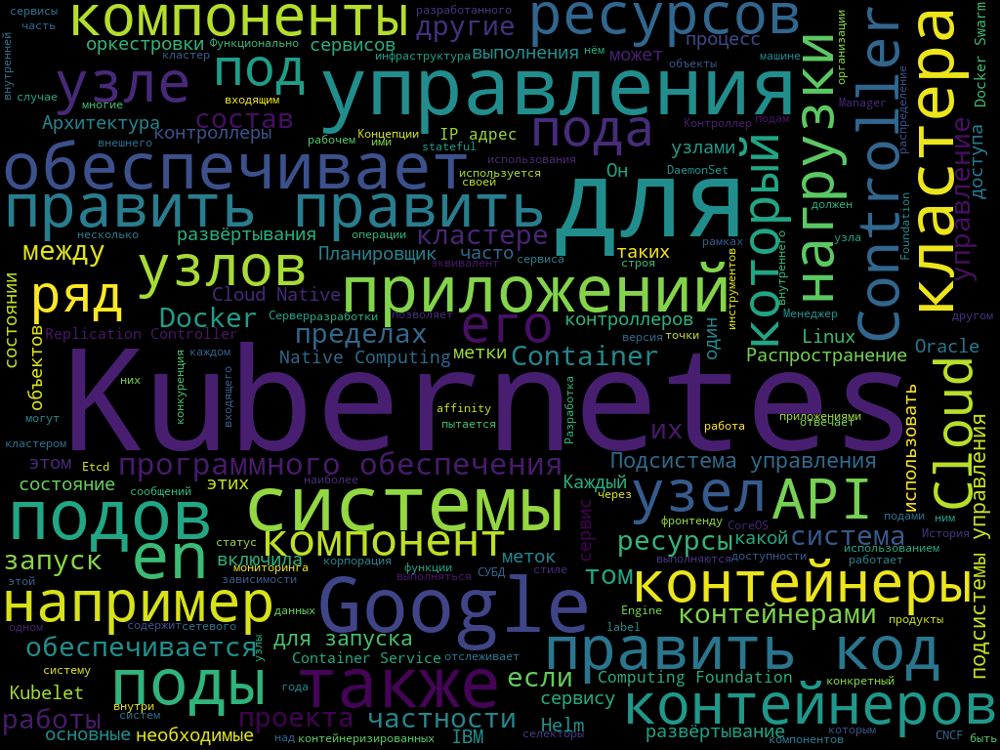 сервисы
часть
компоненты
разработанного
другие
ресурсов
внутренней
оркестровки
Функционально
сервисов
инфраструктура
выполнения
нём
может
процесс
объекты
машине
организации
Controller
кластера
Docker Swarm
кластер
узле
под
управления
случае
многие
входящим
состав
Архитектура
контроллеры
рабочем
Концепции
ими
IP адрес
stateful
пода
Контроллер
подам
Manager
нагрузки
распределение
управление
доступа
внешнего
обеспечивает
используется
своей
использования
узлами
Он
DaemonSet
который
должен
править править
для
несколько
развёртывания
операции
кластере
Планировщик
часто
сервиса
таких
строя
рамках
внутреннего
узла
Foundation
между
эквивалент
узлов
приложений
инструментов
состоянии
ряд
Cloud Native
Docker
Сервер
разработки
позволяет
его
контроллеров
версия
точки
один
Менеджер
другом
Replication Controller
пределах
Linux
Oracle
объектов
каждом
Native Computing
метки
Container
Распространение
Kubernetes
них
конкуренция
входящего
affinity
пытается
Разработка
их
работа
приложениями
отвечает
использовать
Cloud
могут
кластером
этом
Etcd
программного обеспечения
Подсистема управления
подсистемы управления
состояние
сообщений
этих
наиболее
системы
Каждый
через
узел
API
подами
ним
подов
статус
компонент
сервис
фронтенду
CoreOS
История
ресурсы
какой
система
использованием
запуск
en
включила
мониторинга
корпорация
функции
выполняться
СУБД
стиле
меток
том
выполняются
доступности
работает
контейнеры
этой
зависимости
например
данных
Google
Engine
label
контейнерами
продукты
одном
содержит
сетевого
обеспечивается
узлы
для запуска
Container Service
отслеживает
править код
систему
поды
года
также
если
Computing Foundation
конкретный
Kubelet
внутри
систем
работы
проекта
частности
сервису
контейнеров
основные
необходимые
над
контейнеризированных
IBM
Helm
селекторы
развёртывание
компонентов
которым
CNCF
быть